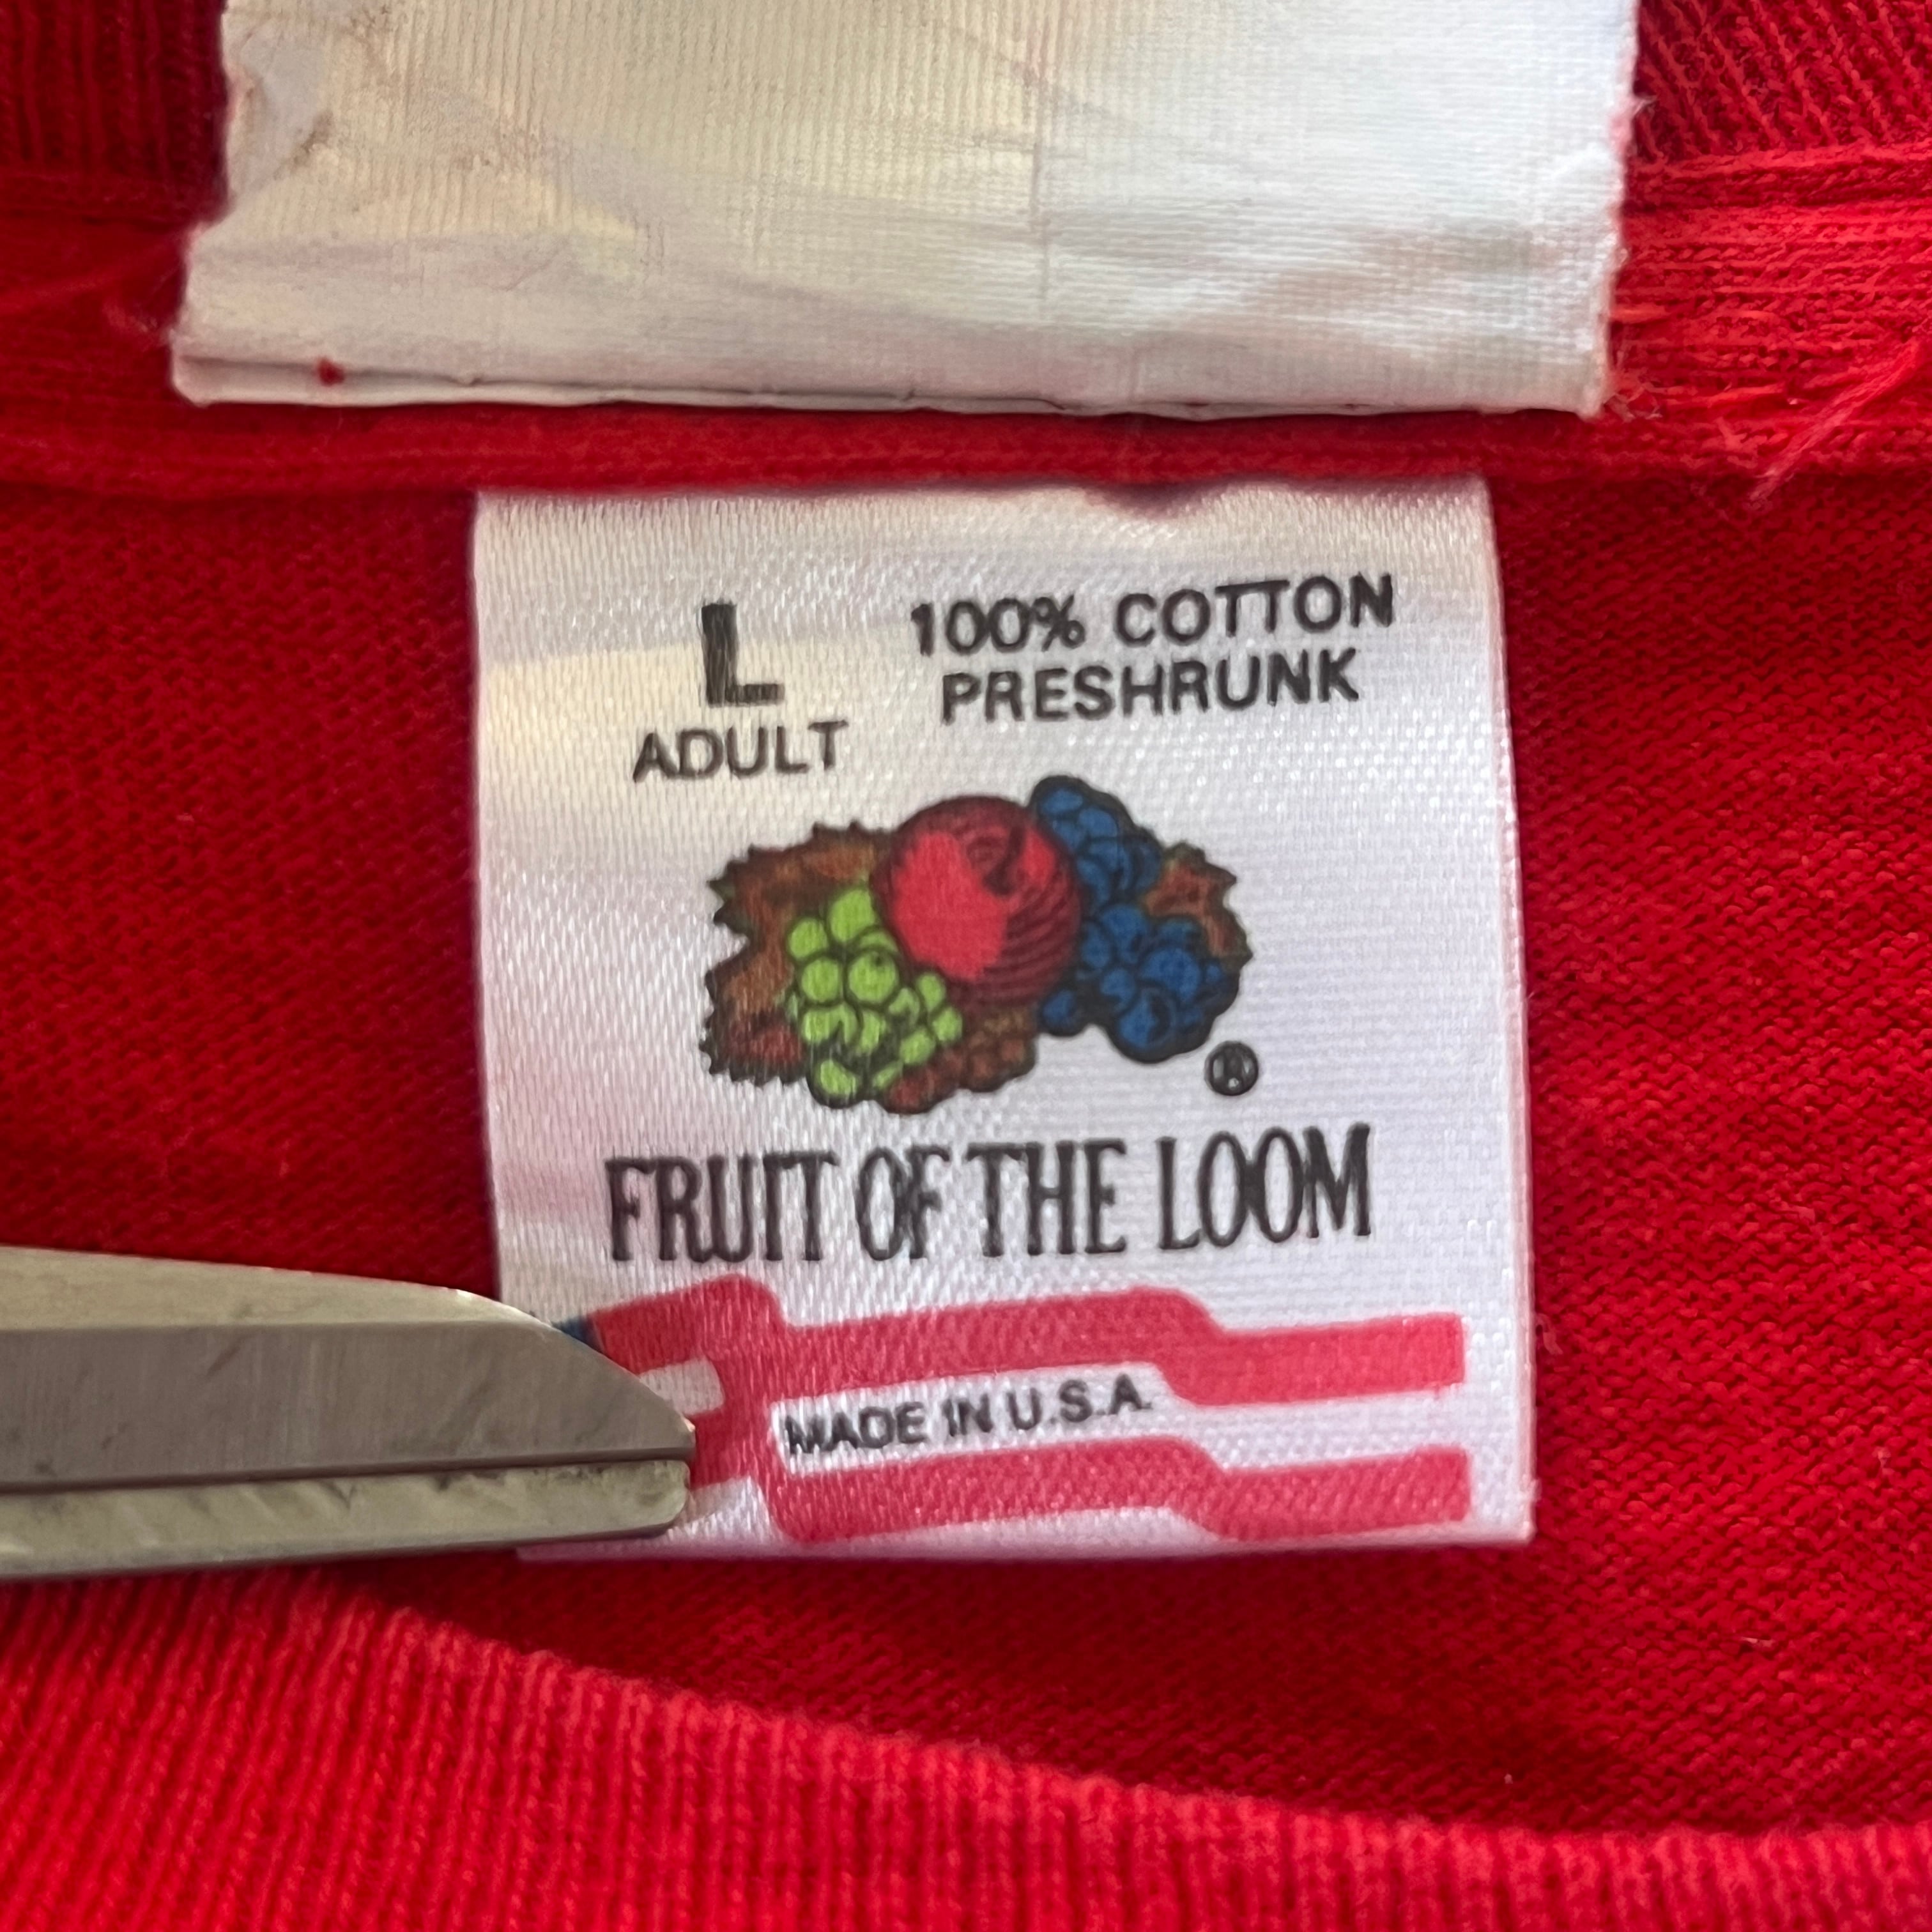 L
ADULT
100% COTTON
PRESHRUNK
®
FRUIT OF THE LOOM
MADE IN U.S.A.